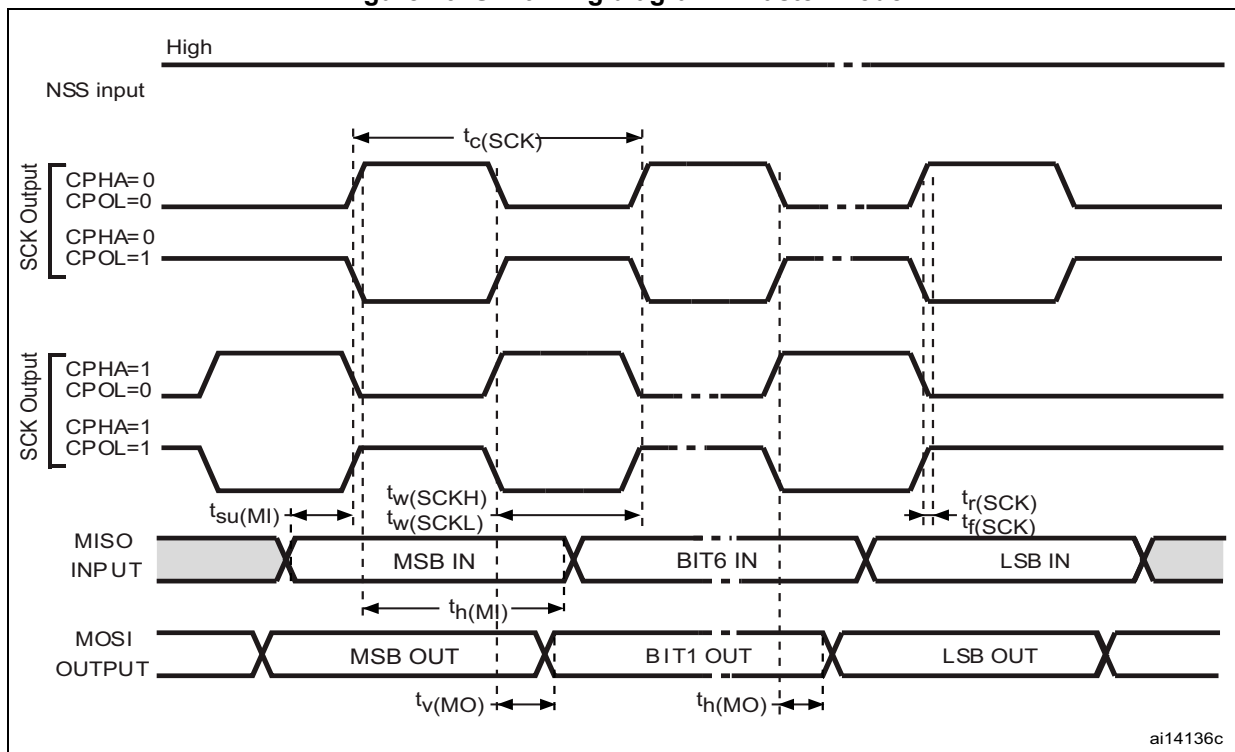 High
NSS input
tc(SCK)
SCK Output
CPHA=0
CPOL=0
CPHA=0
CPOL=1
SCK Output
CPHA=1
CPOL=0
CPHA=1
CPOL=1
tsu(MI)
tw(SCKH)
tw(SCKL)
tr(SCK)
tf(SCK)
MISO
INPUT
MSB IN
BIT6 IN
LSB IN
th(MI)
MOSI
OUTPUT
MSB OUT
BIT1 OUT
LSB OUT
tv(MO)
th(MO)
ai14136c